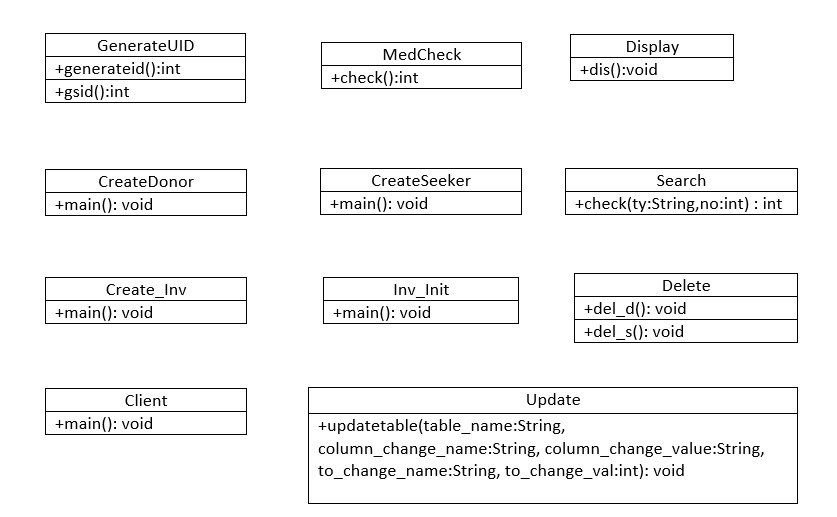 GenerateUID
+generateid():int
+gsid():int
MedCheck
+check():int
Display
+dis():void
CreateDonor
+main(): void
CreateSeeker
+main(): void
Search
+check(ty:String,no:int) : int
Create_Inv
+main(): void
Inv_Init
+main(): void
Delete
+del_d(): void
+del_s(): void
Client
+main(): void
Update
+updatetable(table_name:String,
column_change_name:String, column_change_value:String,
to_change_name:String, to_change_val:int): void